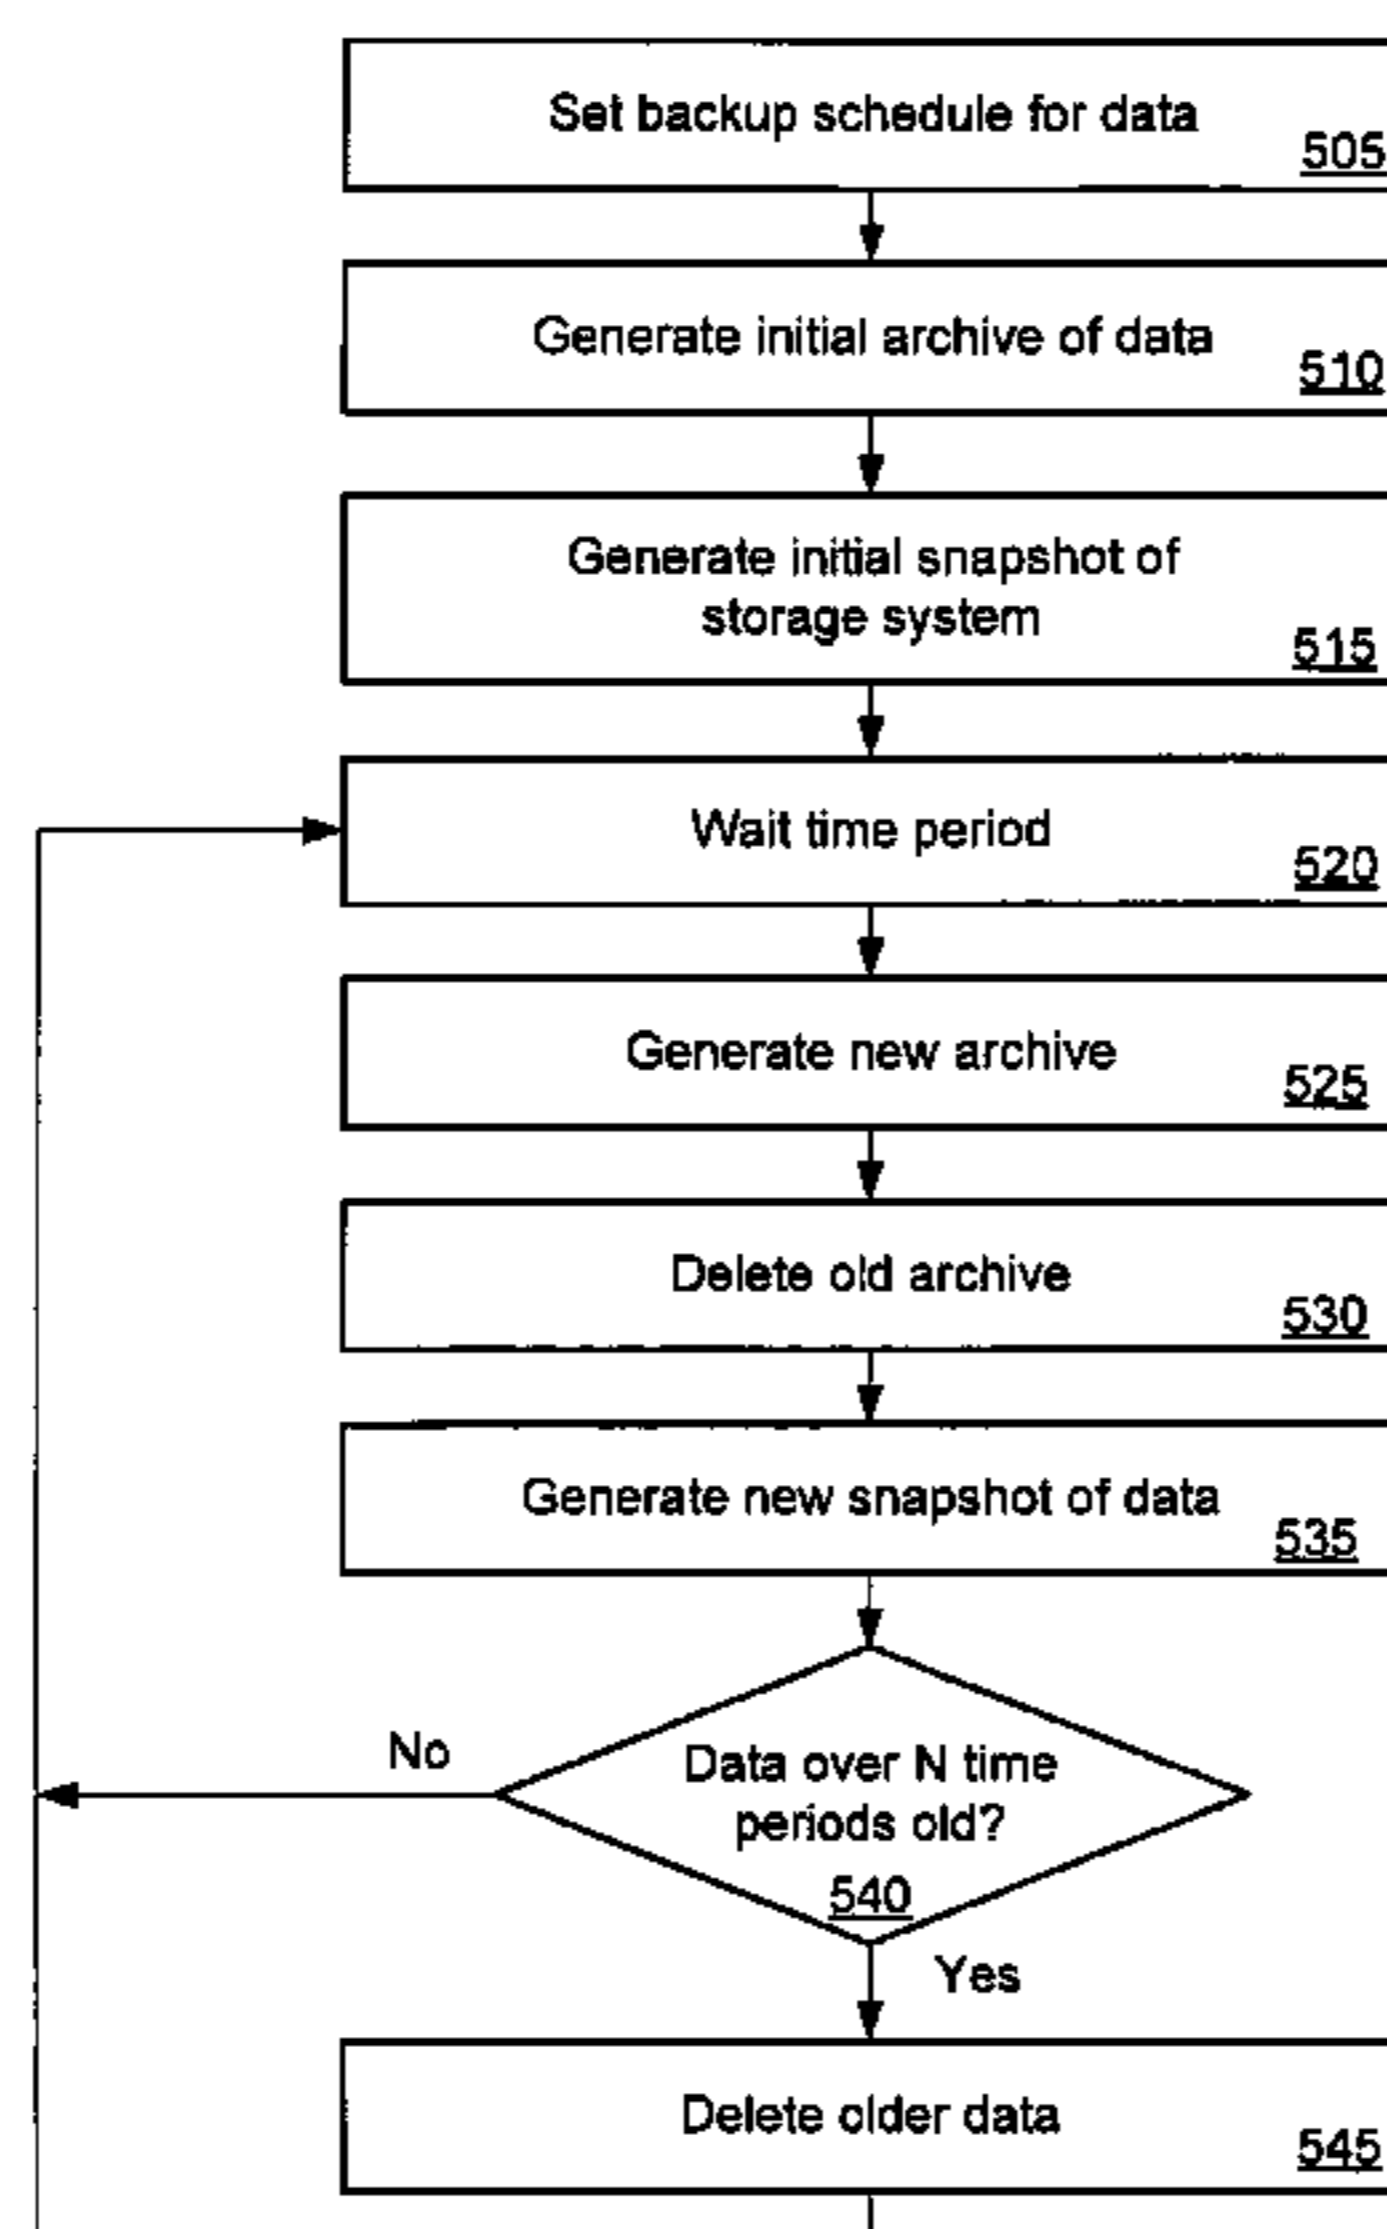 Set backup schedule for data
505
Generate initial archive of data
510
Generate initial snapshot of
storage system
515
Wait time period
520
Generate new archive
525
Delete old archive
530
Generate new snapshot of data
535
No
Data over N time
periods old?
540
Yes
Delete older data
545